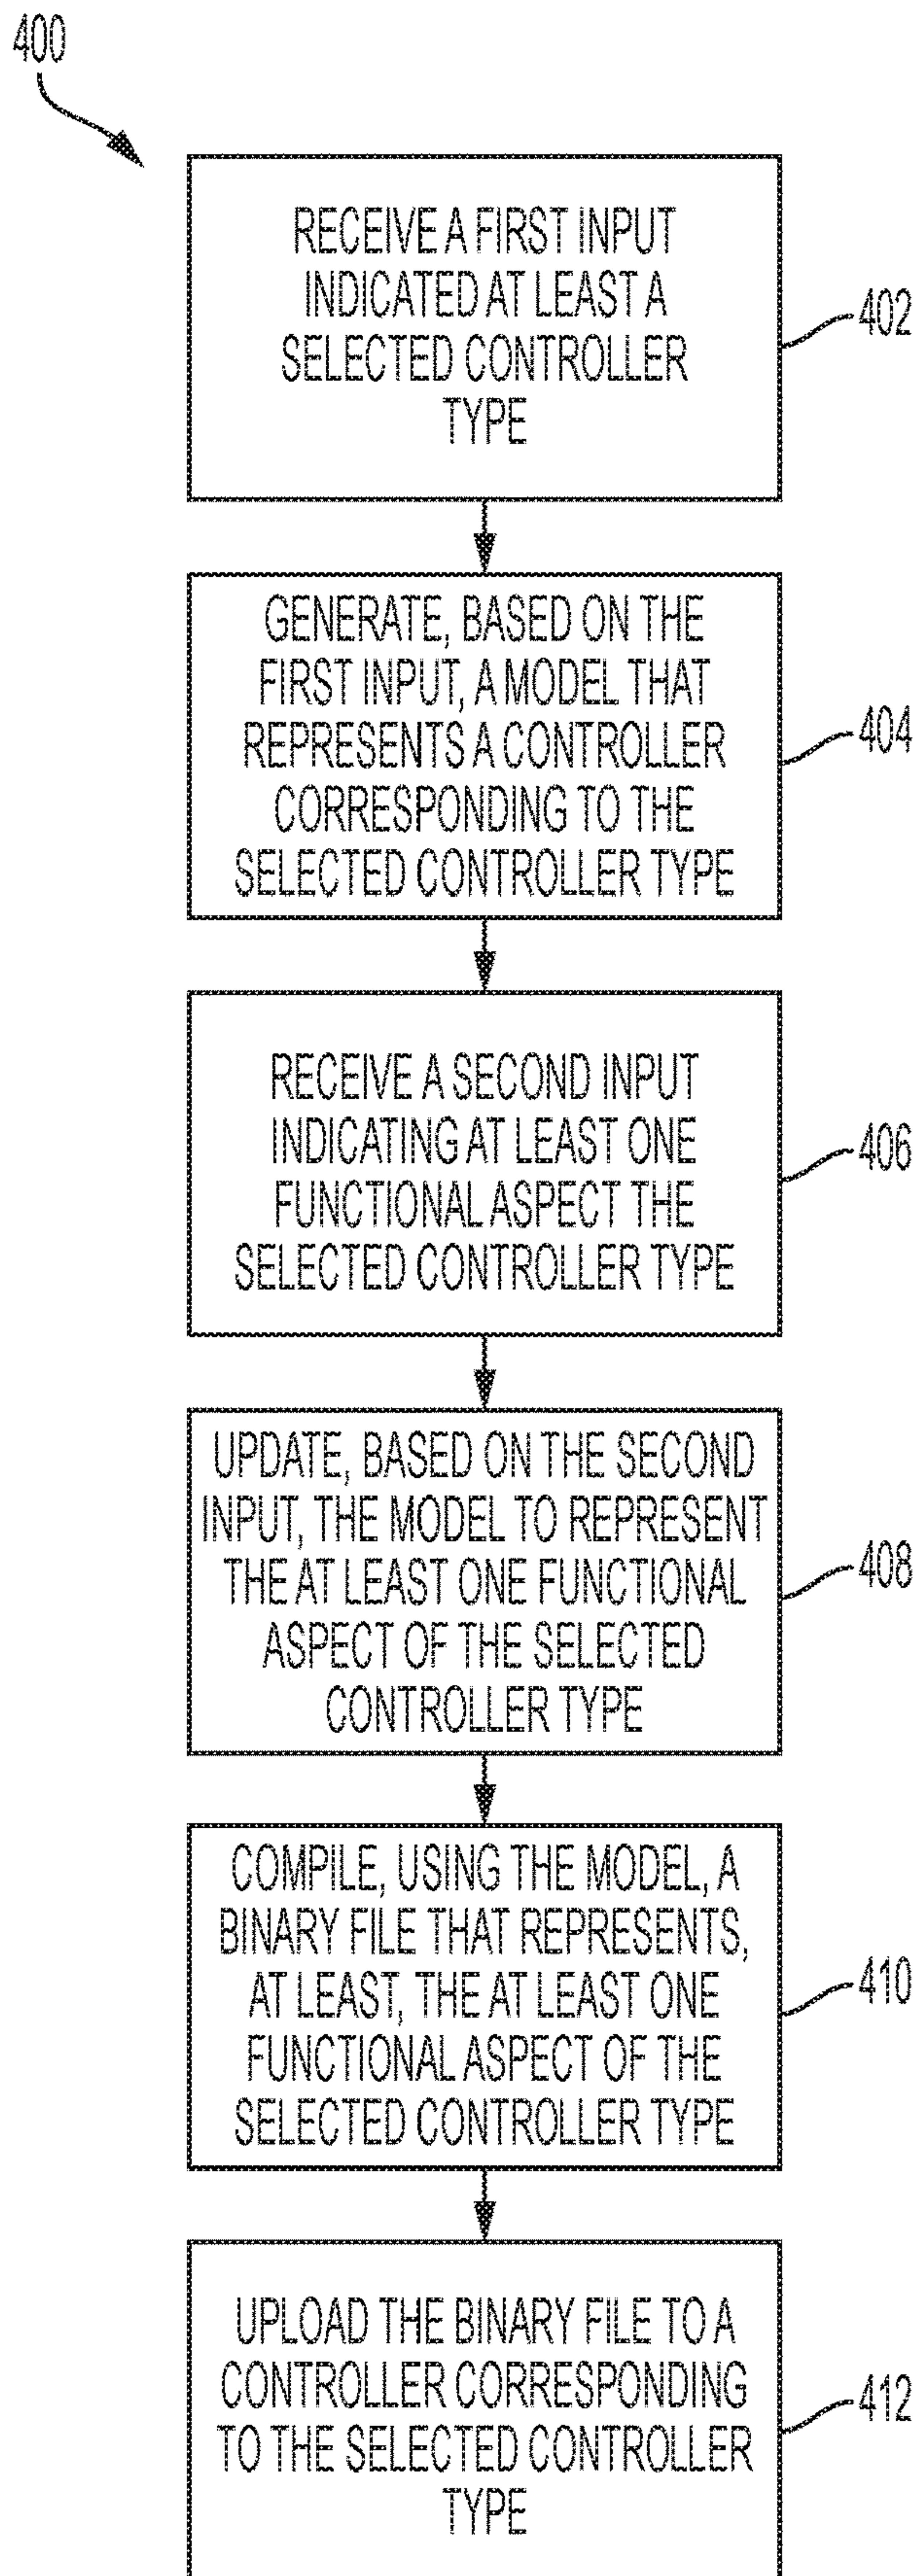 400
RECEIVE A FIRST INPUT
INDICATED AT LEAST A
SELECTED CONTROLLER
TYPE
402
GENERATE, BASED ON THE
FIRST INPUT, A MODEL THAT
REPRESENTS A CONTROLLER
CORRESPONDING TO THE
SELECTED CONTROLLER TYPE
404
RECEIVE A SECOND INPUT
INDICATING AT LEAST ONE
FUNCTIONAL ASPECT THE
SELECTED CONTROLLER TYPE
406
UPDATE, BASED ON THE SECOND
INPUT, THE MODEL TO REPRESENT
THE AT LEAST ONE FUNCTIONAL
ASPECT OF THE SELECTED
CONTROLLER TYPE
408
COMPILE, USING THE MODEL, A
BINARY FILE THAT REPRESENTS,
AT LEAST, THE AT LEAST ONE
FUNCTIONAL ASPECT OF THE
SELECTED CONTROLLER TYPE
410
UPLOAD THE BINARY FILE TO A
CONTROLLER CORRESPONDING
TO THE SELECTED CONTROLLER
TYPE
412